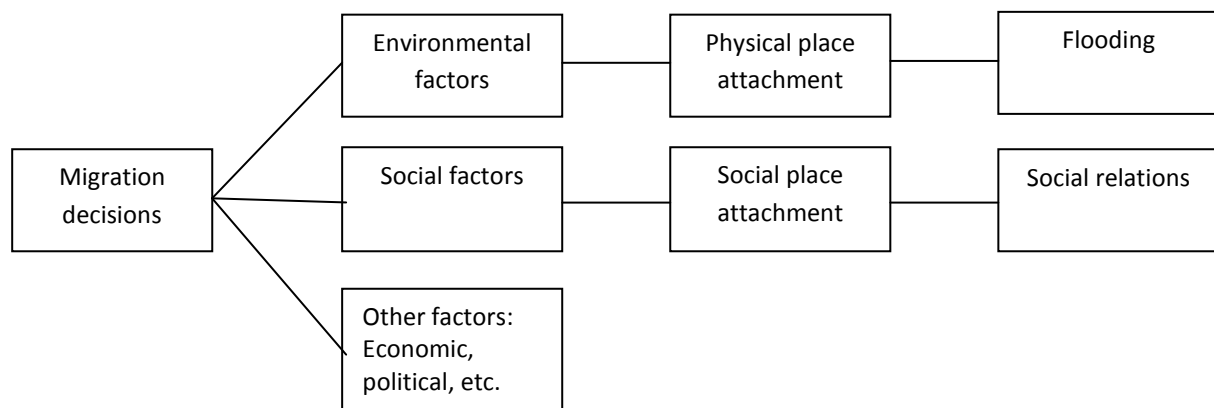 Environmental
factors
Physical place
attachment
Flooding
Migration
decisions
Social factors
Social place
attachment
Social relations
Other factors:
Economic,
political, etc.